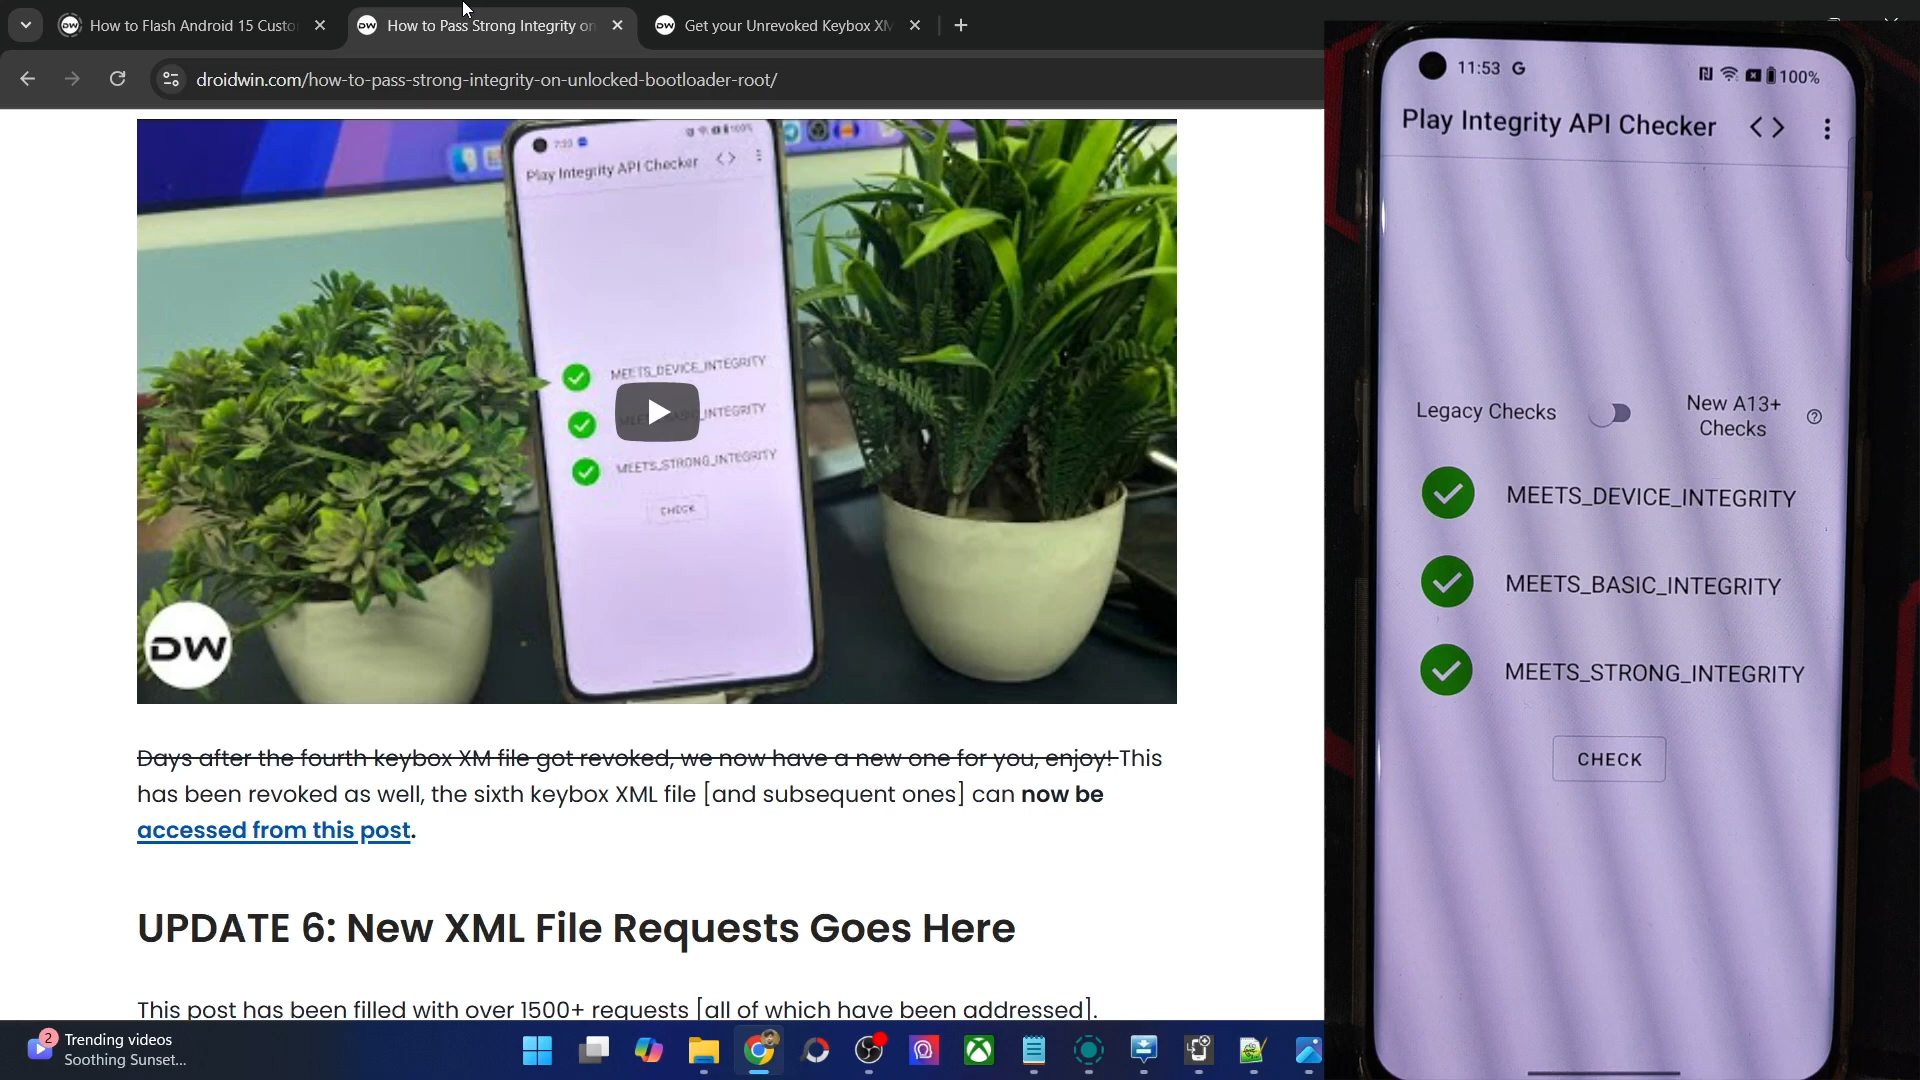 How to Flash Android 15 Custo
How to Pass Strong Integrity on
Get your Unrevoked Keybox XM
droidwin.com/how-to-pass-strong-integrity-on-unlocked-bootloader-root/
7:33
100%
Play Integrity API Checker
MEETS_DEVICE_INTEGRITY
INTEGRITY
MEETS_STRONG_INTEGRITY
CHECK
DW
Days after the fourth keybox XM file got revoked, we now have a new one for you, enjoy! This
has been revoked as well, the sixth keybox XML file [and subsequent ones] can now be
accessed from this post.
UPDATE 6: New XML File Requests Goes Here
This post has been filled with over 1500+ requests [all of which have been addressed].
2
Trending videos
Soothing Sunset...
11:53 G
100%
Play Integrity API Checker
Legacy Checks
New A13+
Checks
MEETS_DEVICE_INTEGRITY
MEETS_BASIC_INTEGRITY
MEETS_STRONG_INTEGRITY
CHECK